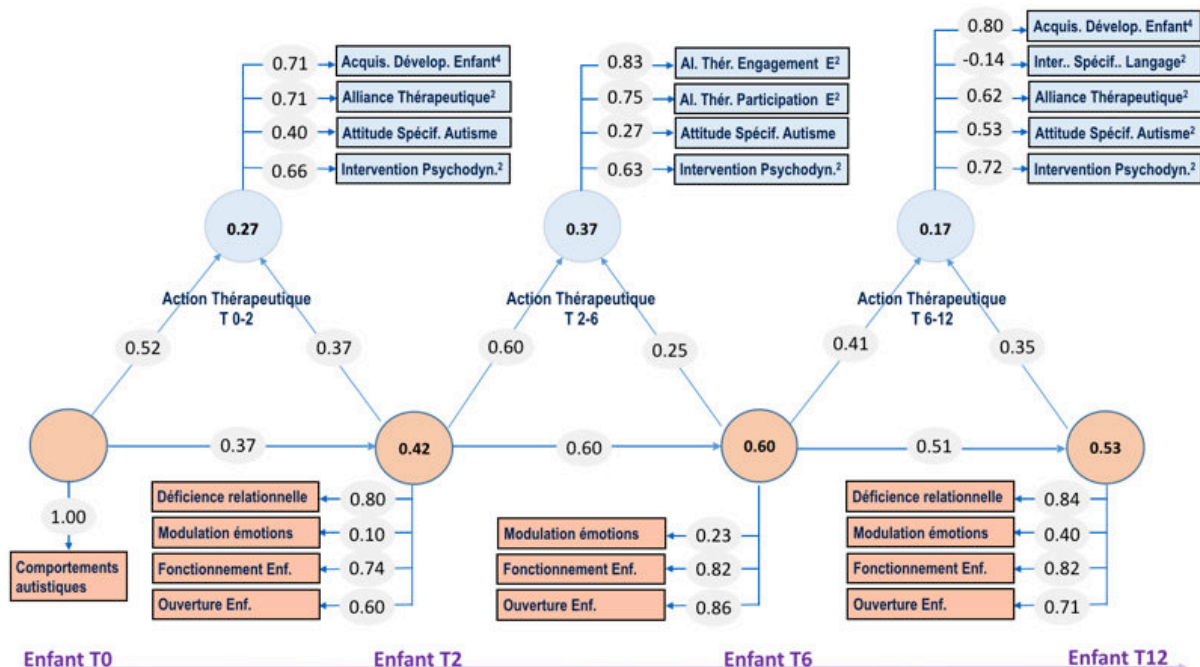 0.71 Acquis. Dévelop. Enfant⁴
0.71 Alliance Thérapeutique²
0.40 Attitude Spécif. Autisme
0.66 Intervention Psychodyn.²
0.27
Action Thérapeutique
T 0-2
0.52
0.37
0.83 Al. Thér. Engagement E²
0.75 Al. Thér. Participation E²
0.27 Attitude Spécif. Autisme
0.63 Intervention Psychodyn.²
0.37
Action Thérapeutique
T 2-6
0.60
0.25
0.80 Acquis. Dévelop. Enfant⁴
-0.14 Inter.. Spécif.. Langage²
0.62 Alliance Thérapeutique²
0.53 Attitude Spécif. Autisme²
0.72 Intervention Psychodyn.²
0.17
Action Thérapeutique
T 6-12
0.41
0.35
0.37
0.42
0.60
0.60
0.51
0.53
1.00
Comportements
autistiques
Déficience relationnelle 0.80
Modulation émotions 0.10
Fonctionnement Enf. 0.74
Ouverture Enf. 0.60
Modulation émotions 0.23
Fonctionnement Enf. 0.82
Ouverture Enf. 0.86
Déficience relationnelle 0.84
Modulation émotions 0.40
Fonctionnement Enf. 0.82
Ouverture Enf. 0.71
Enfant T0
Enfant T2
Enfant T6
Enfant T12